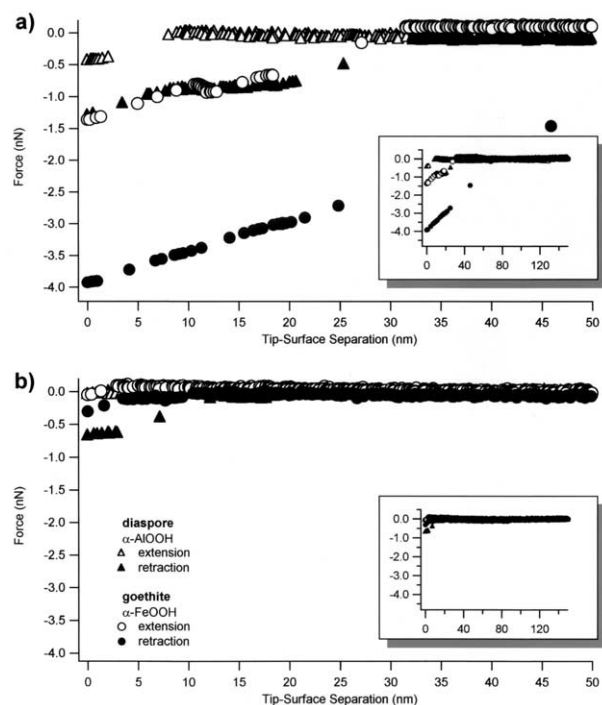 a)
0.0
-0.5
-1.0
-1.5
-2.0
-2.5
-3.0
-3.5
-4.0
Force (nN)
0.0
-1.0
-2.0
-3.0
-4.0
0 40 80 120
0 5 10 15 20 25 30 35 40 45 50
Tip-Surface Separation (nm)
b)
0.0
-0.5
-1.0
-1.5
-2.0
-2.5
-3.0
-3.5
-4.0
Force (nN)
diaspore
α-AlOOH
extension
retraction
goethite
α-FeOOH
extension
retraction
0.0
-1.0
-2.0
-3.0
-4.0
0 40 80 120
0 5 10 15 20 25 30 35 40 45 50
Tip-Surface Separation (nm)